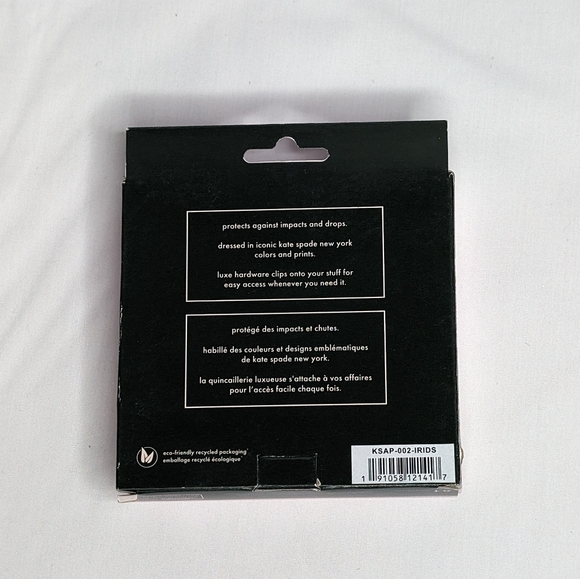 protects against impacts and drops.
dressed in iconic kate spade new york
colors and prints.
luxe hardware clips onto your stuff for
easy access whenever you need it.
protégé des impacts et chutes.
habillé des couleurs et designs emblématiques
de kate spade new york.
la quincaillerie luxueuse s'attache à vos affaires
pour l'accès facile chaque fois.
eco-friendly recycled packaging
emballage recyclé écologique
KSAP-002-IRIDS
1 91058 12141 7